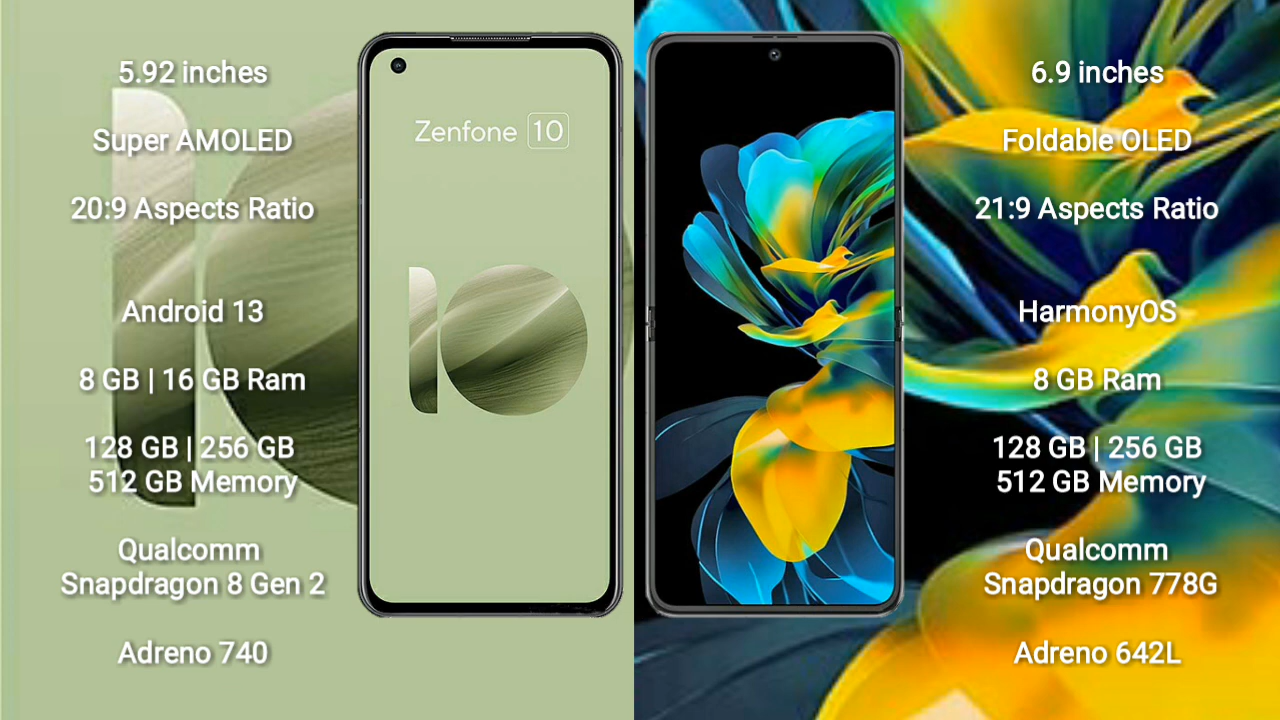 5.92 inches
Super AMOLED
20:9 Aspects Ratio
Android 13
8 GB | 16 GB Ram
128 GB | 256 GB
512 GB Memory
Qualcomm
Snapdragon 8 Gen 2
Adreno 740
Zenfone 10
10
6.9 inches
Foldable OLED
21:9 Aspects Ratio
HarmonyOS
8 GB Ram
128 GB | 256 GB
512 GB Memory
Qualcomm
Snapdragon 778G
Adreno 642L